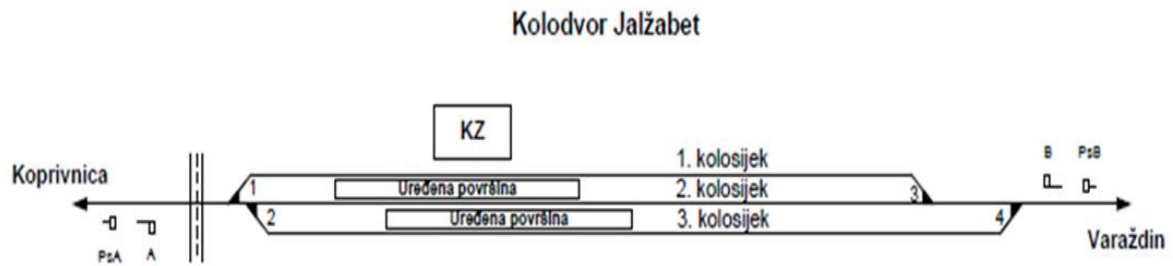 Kolodvor Jalžabet
KZ
Koprivnica
1. kolosijek
B PsB
1 Uređena površina 2. kolosijek 3
2 Uređena površina 3. kolosijek 4
PsA A
Varaždin